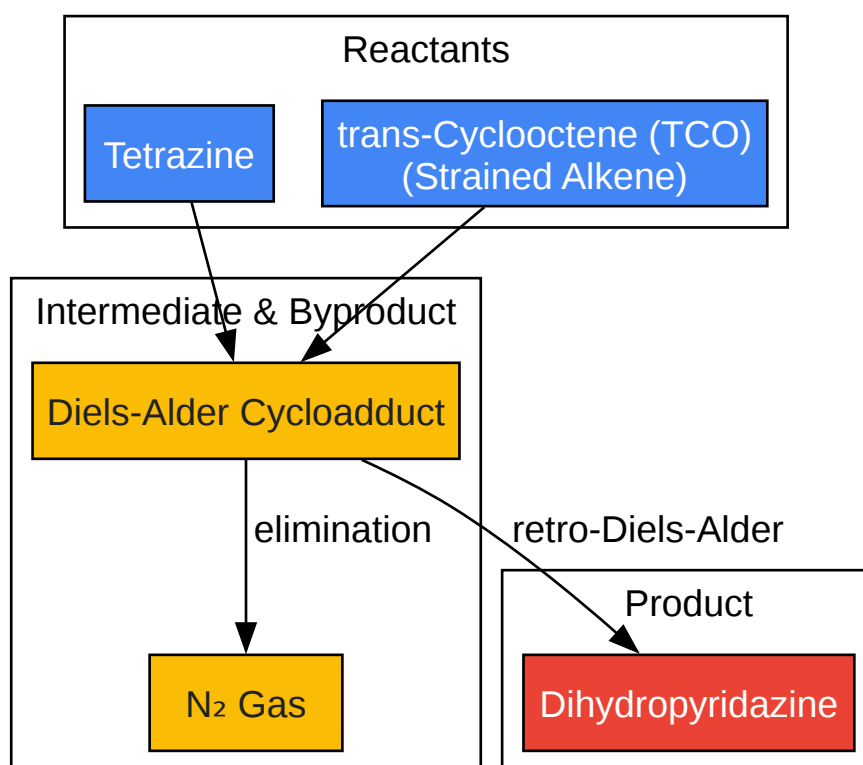 Reactants
Tetrazine
trans-Cyclooctene (TCO)
(Strained Alkene)
Intermediate & Byproduct
Diels-Alder Cycloadduct
elimination
retro-Diels-Alder
Product
N₂ Gas
Dihydropyridazine